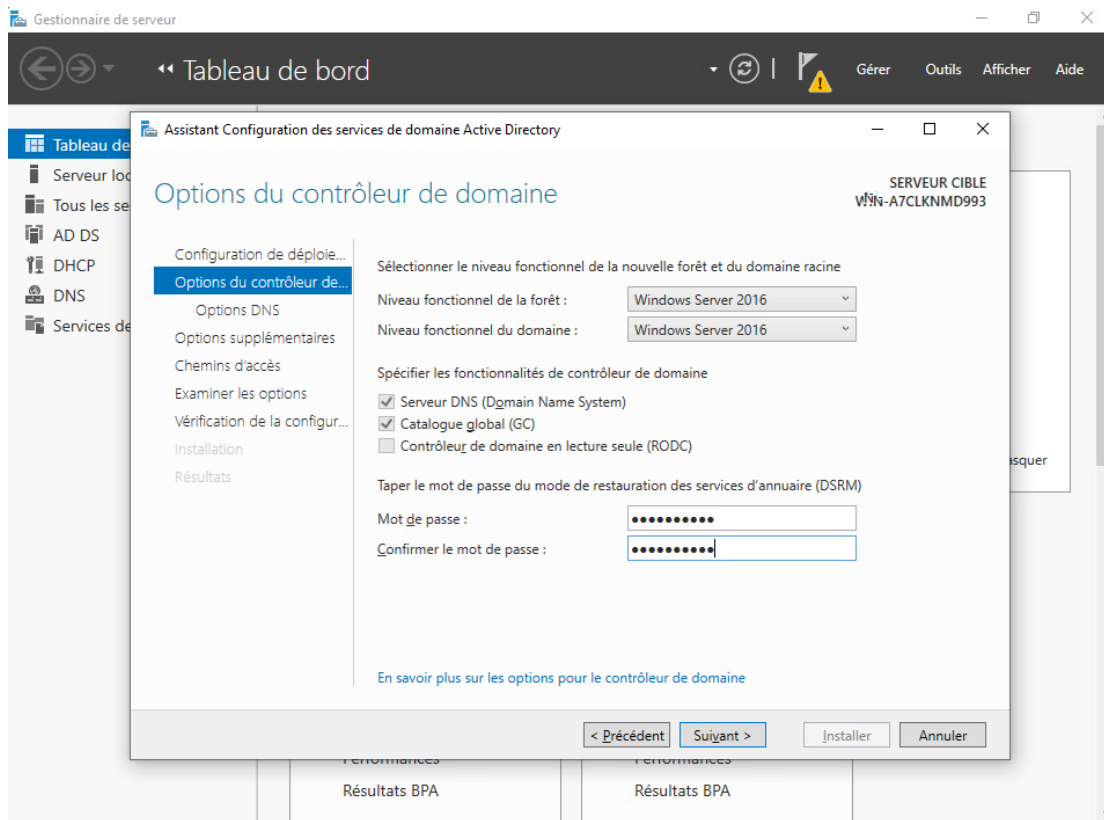 Gestionnaire de serveur
Tableau de bord
Gérer Outils Afficher Aide
Tableau de
Serveur loc
Tous les se
AD DS
DHCP
DNS
Services de
Assistant Configuration des services de domaine Active Directory
Options du contrôleur de domaine
SERVEUR CIBLE
WIN-A7CLKNMD993
Configuration de déploie...
Options du contrôleur de...
Options DNS
Options supplémentaires
Chemins d'accès
Examiner les options
Vérification de la configur...
Installation
Résultats
Sélectionner le niveau fonctionnel de la nouvelle forêt et du domaine racine
Niveau fonctionnel de la forêt : Windows Server 2016
Niveau fonctionnel du domaine : Windows Server 2016
Spécifier les fonctionnalités de contrôleur de domaine
Serveur DNS (Domain Name System)
Catalogue global (GC)
Contrôleur de domaine en lecture seule (RODC)
Taper le mot de passe du mode de restauration des services d'annuaire (DSRM)
Mot de passe : ●●●●●●●●●●
Confirmer le mot de passe : ●●●●●●●●●●
En savoir plus sur les options pour le contrôleur de domaine
< Précédent Suivant > Installer Annuler
asquer
Performances Performances
Résultats BPA Résultats BPA